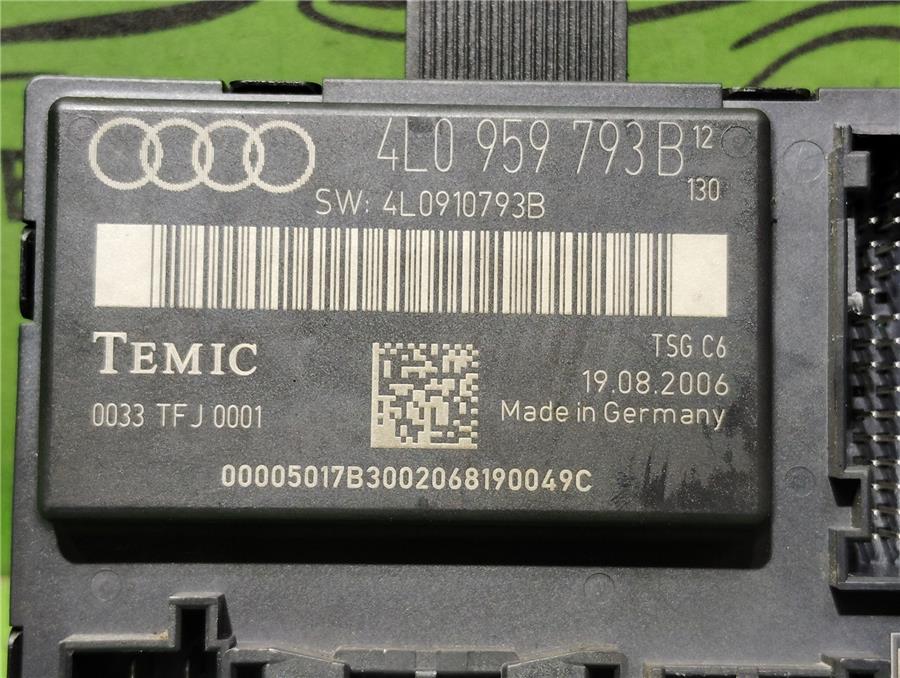 4L0 959 793B 12
130
SW: 4L0910793B
TEMIC
TSG C6
19.08.2006
0033 TFJ 0001
Made in Germany
00005017B3002068190049C